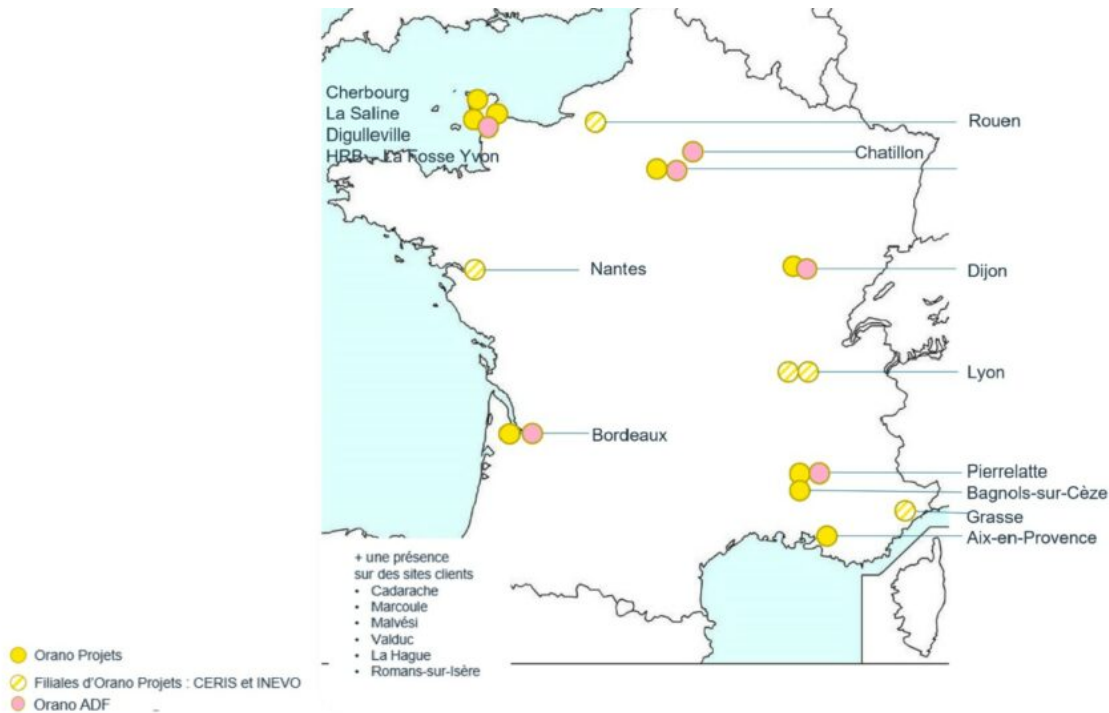 Cherbourg
La Saline
Digulleville
HRB – La Fosse Yvon
Rouen
Chatillon
Nantes
Dijon
Lyon
Bordeaux
Pierrelatte
Bagnols-sur-Cèze
Grasse
Aix-en-Provence
+ une présence
sur des sites clients
• Cadarache
• Marcoule
• Malvési
• Valduc
• La Hague
• Romans-sur-Isère
Orano Projets
Filiales d'Orano Projets : CERIS et INEVO
Orano ADF